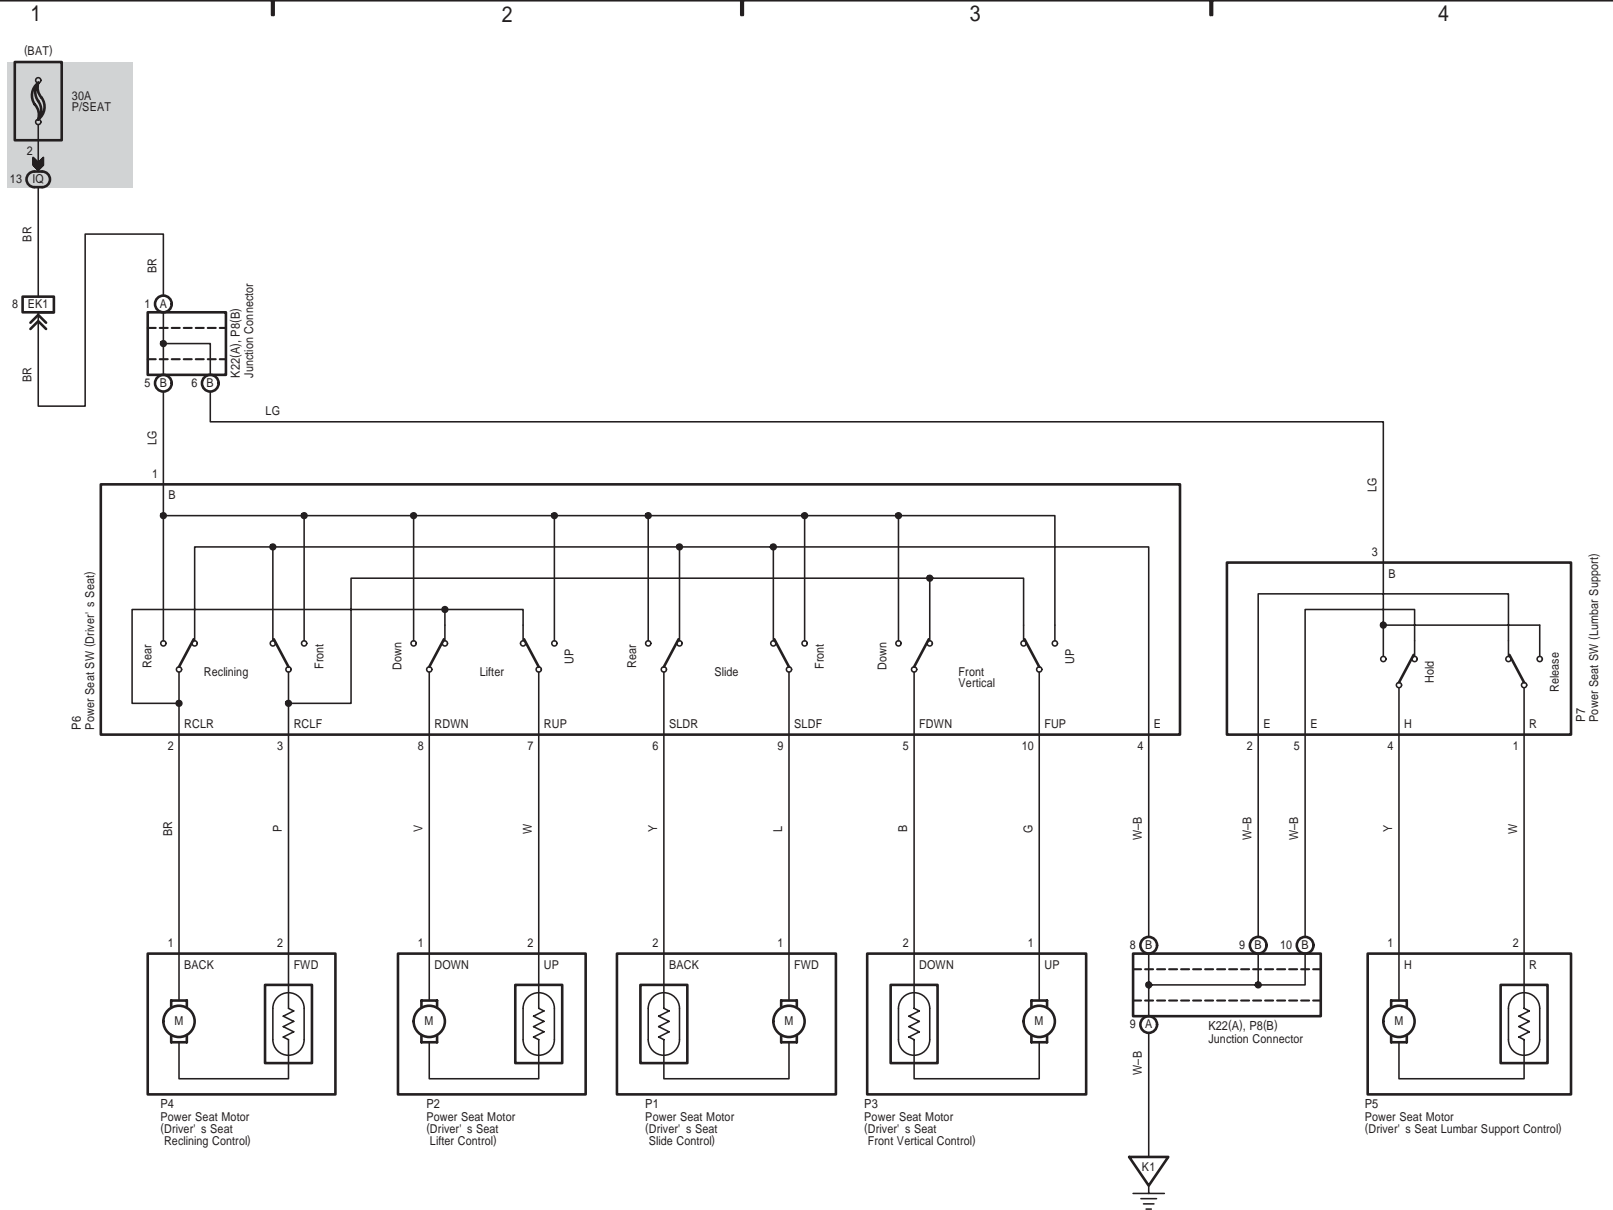 1
2
3
4
(BAT)
30A
P/SEAT
2
13
IQ
BR
8
EK1
BR
BR
1
A
K22(A), P8(B)
Junction Connector
5
B
6
B
LG
LG
LG
1
B
Rear
Reclining
Front
Down
Lifter
UP
Rear
Slide
Front
Down
Front
Vertical
UP
P6
Power Seat SW (Driver' s Seat)
RCLR
RCLF
RDWN
RUP
SLDR
SLDF
FDWN
FUP
E
2
3
8
7
6
9
5
10
4
3
B
Hold
Release
P7
Power Seat SW (Lumbar Support)
E
E
H
R
2
5
4
1
BR
P
V
W
Y
L
B
G
W–B
W–B
W–B
Y
W
1
2
1
2
2
1
2
1
8
B
9
B
10
B
1
2
BACK
FWD
DOWN
UP
BACK
FWD
DOWN
UP
H
R
M
M
M
M
M
9
A
K22(A), P8(B)
Junction Connector
W–B
P4
Power Seat Motor
(Driver' s Seat
Reclining Control)
P2
Power Seat Motor
(Driver' s Seat
Lifter Control)
P1
Power Seat Motor
(Driver' s Seat
Slide Control)
P3
Power Seat Motor
(Driver' s Seat
Front Vertical Control)
P5
Power Seat Motor
(Driver' s Seat Lumbar Support Control)
K1